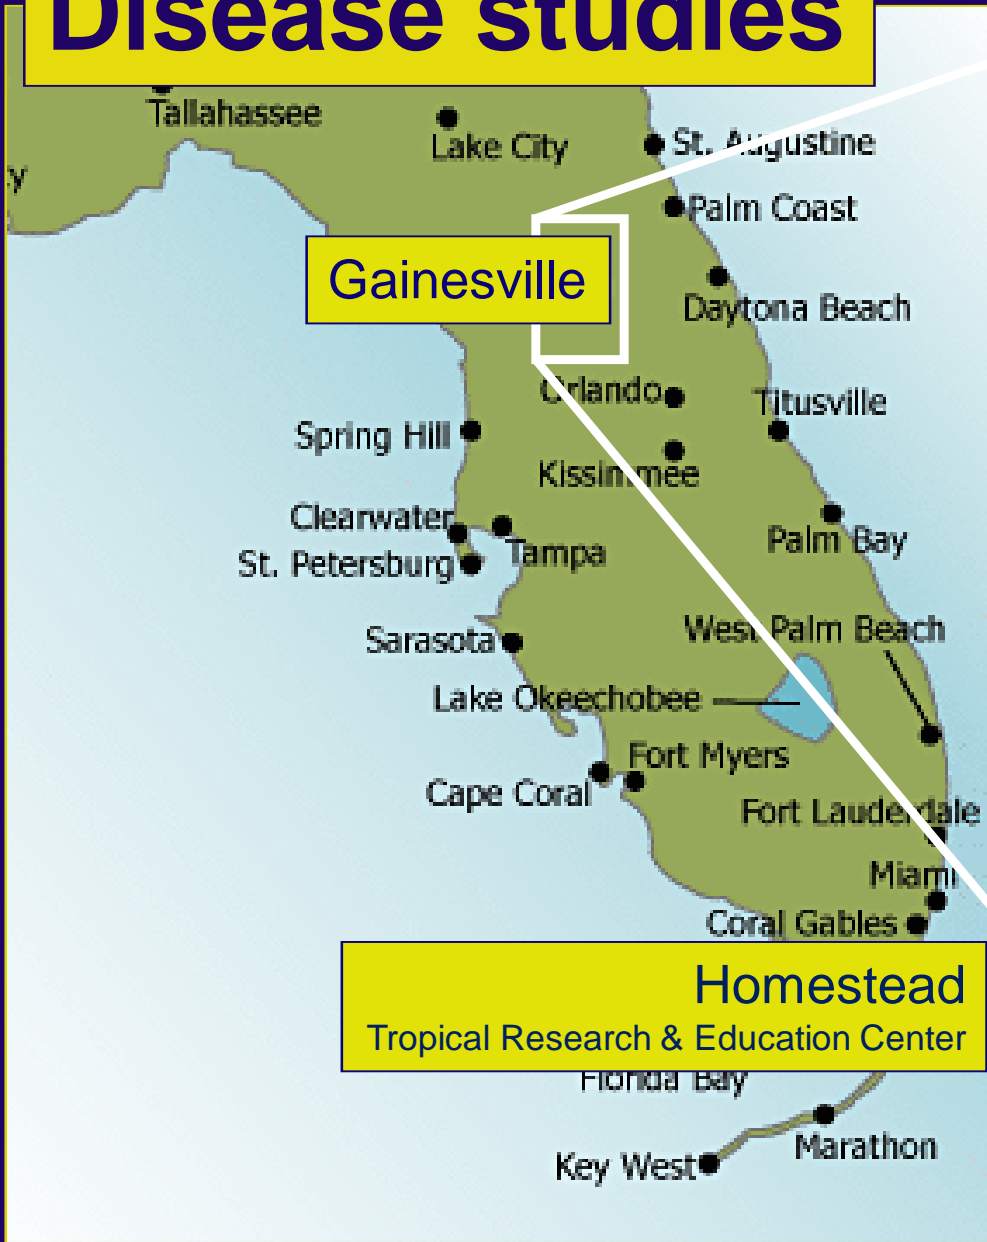 Disease studies
Tallahassee
Lake City
St. Augustine
y
Palm Coast
Gainesville
Daytona Beach
Orlando
Titusville
Spring Hill
Kissimmee
Clearwater
Palm Bay
Tampa
St. Petersburg
West Palm Beach
Sarasota
Lake Okeechobee
Fort Myers
Cape Coral
Fort Lauderdale
Miami
Coral Gables
Homestead
Tropical Research & Education Center
Florida Bay
Marathon
Key West